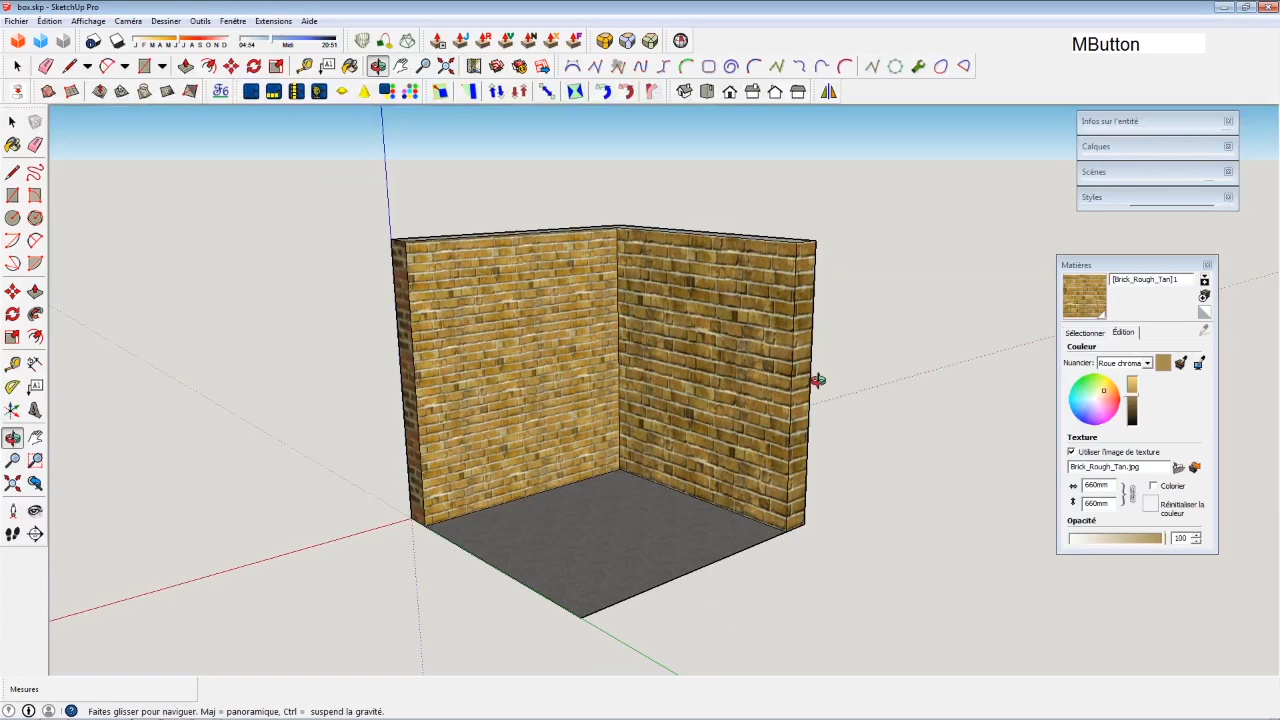 box.skp - SketchUp Pro
Fichier Édition Affichage Caméra Dessiner Outils Fenêtre Extensions Aide
MButton
J F M A M J J A S O N D
04:54 Midi 20:51
J R V N X F
A1
F6
Infos sur l'entité
Calques
Scènes
Styles
Matières
[Brick_Rough_Tan]1
Sélectionner Édition
Couleur
Nuancier: Roue chroma
Texture
Utiliser l'image de texture
Brick_Rough_Tan.jpg
660mm Colorier
660mm Réinitialiser la couleur
Opacité
100
A1
Mesures
Faites glisser pour naviguer. Maj = panoramique, Ctrl = suspend la gravité.